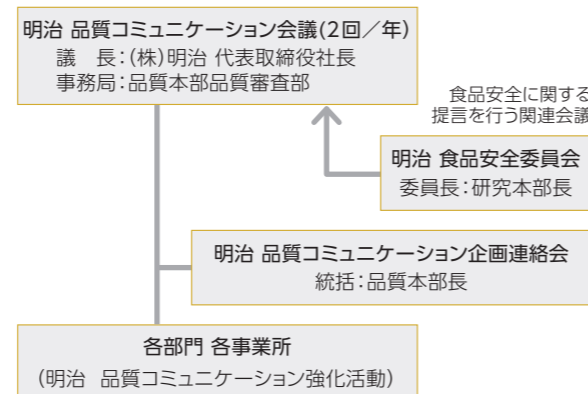 明治 品質コミュニケーション会議(2回／年)
議　長：(株)明治 代表取締役社長
事務局：品質本部品質審査部
食品安全に関する
提言を行う関連会議
明治 食品安全委員会
委員長：研究本部長
明治 品質コミュニケーション企画連絡会
統括：品質本部長
各部門 各事業所
(明治　品質コミュニケーション強化活動)